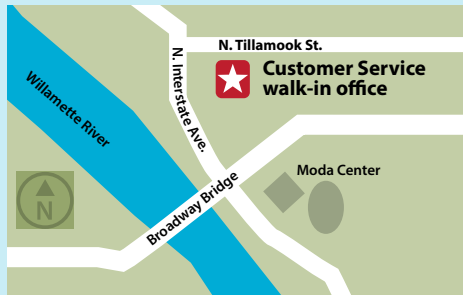 N. Tillamook St.
N. Interstate Ave.
Customer Service
walk-in office
Willamette River
Moda Center
Broadway Bridge
N